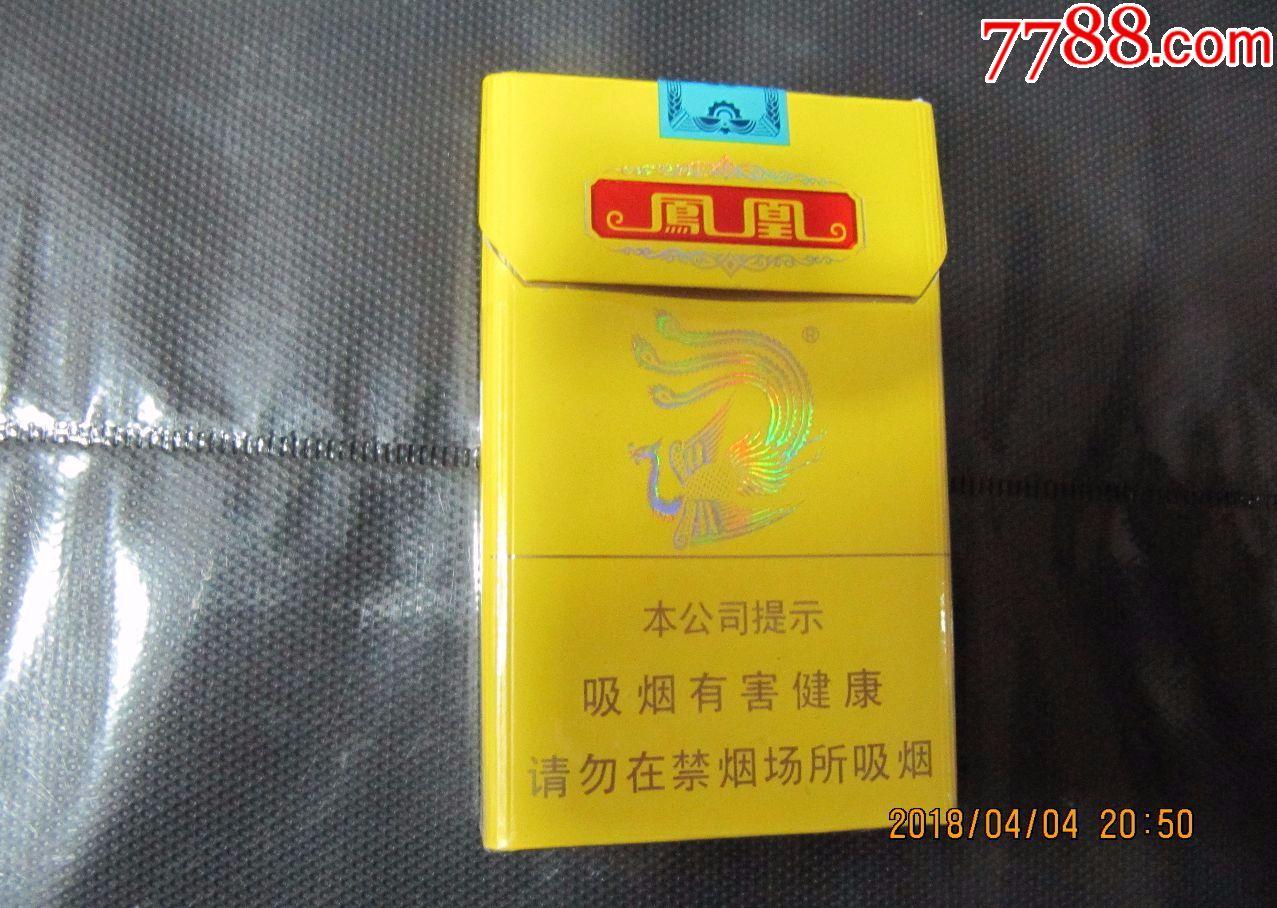 7788.com
鳳凰
®
本公司提示
吸烟有害健康
请勿在禁烟场所吸烟
2018/04/04 20:50